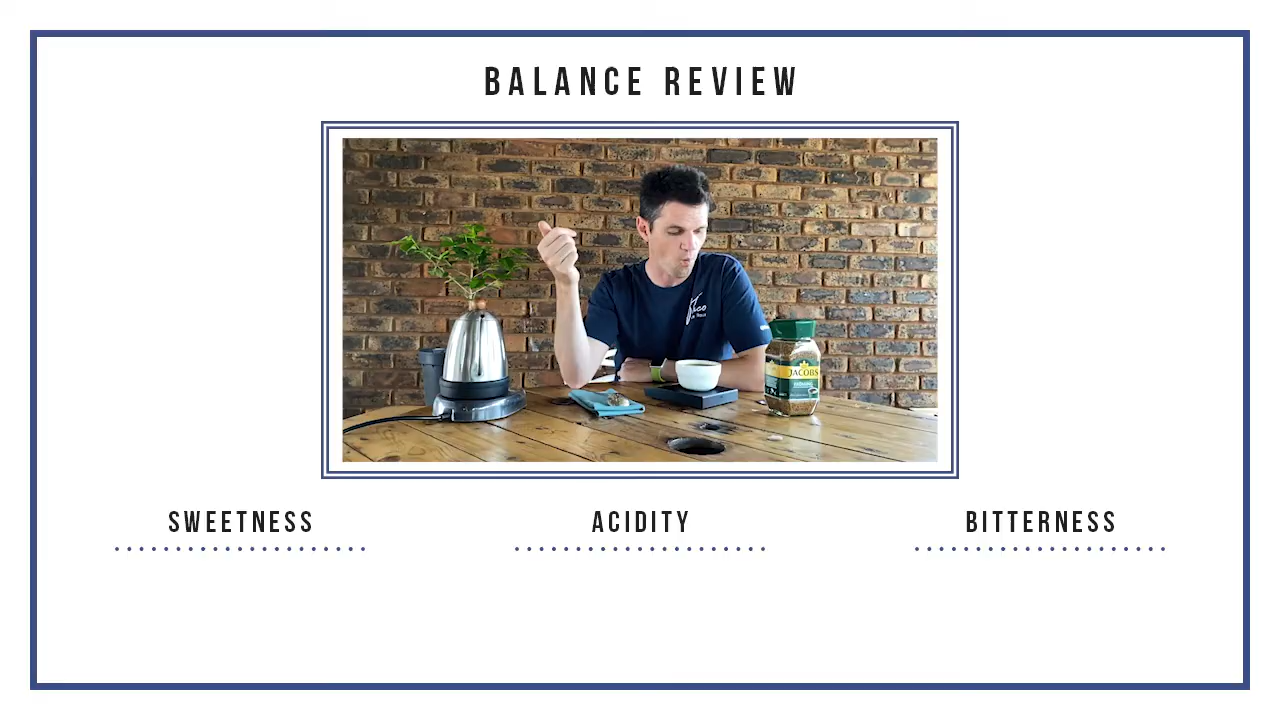 BALANCE REVIEW
JACOBS
SWEETNESS
ACIDITY
BITTERNESS